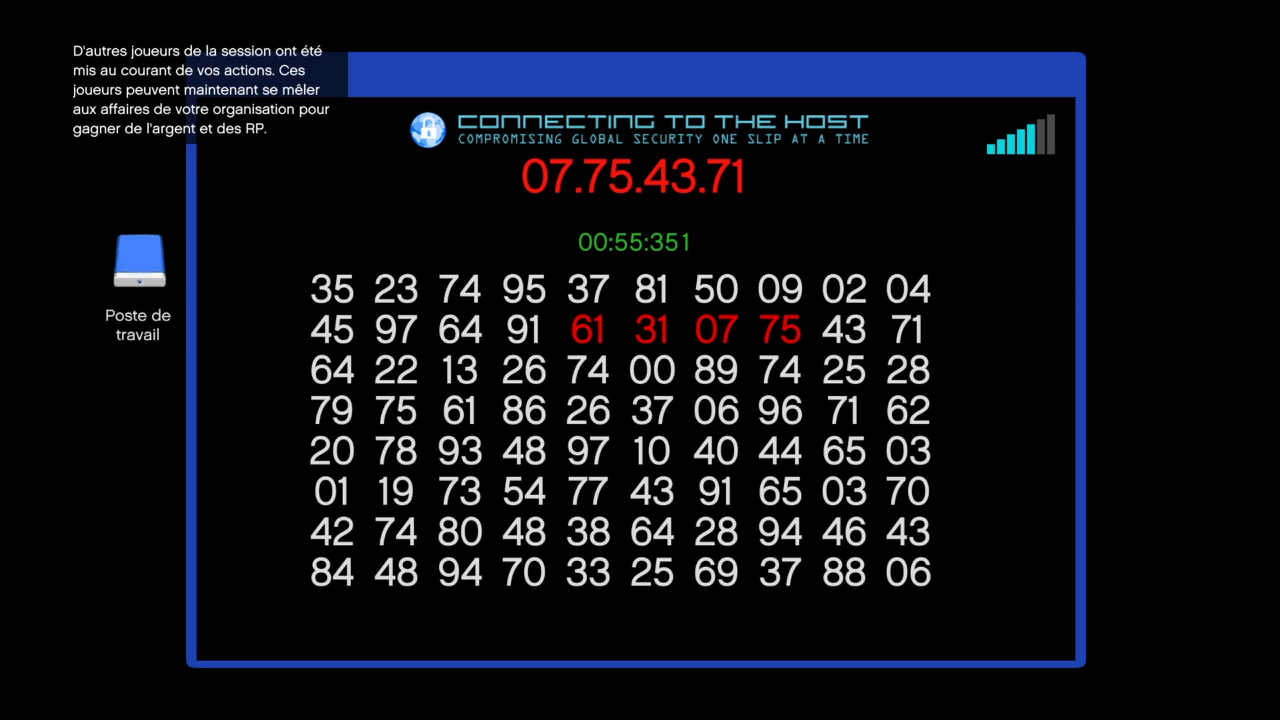 D'autres joueurs de la session ont été
mis au courant de vos actions. Ces
joueurs peuvent maintenant se mêler
aux affaires de votre organisation pour
gagner de l'argent et des RP.
CONNECTING TO THE HOST
COMPROMISING GLOBAL SECURITY ONE SLIP AT A TIME
07.75.43.71
00:55:351
35 23 74 95 37 81 50 09 02 04
45 97 64 91 61 31 07 75 43 71
64 22 13 26 74 00 89 74 25 28
79 75 61 86 26 37 06 96 71 62
20 78 93 48 97 10 40 44 65 03
01 19 73 54 77 43 91 65 03 70
42 74 80 48 38 64 28 94 46 43
84 48 94 70 33 25 69 37 88 06
Poste de
travail